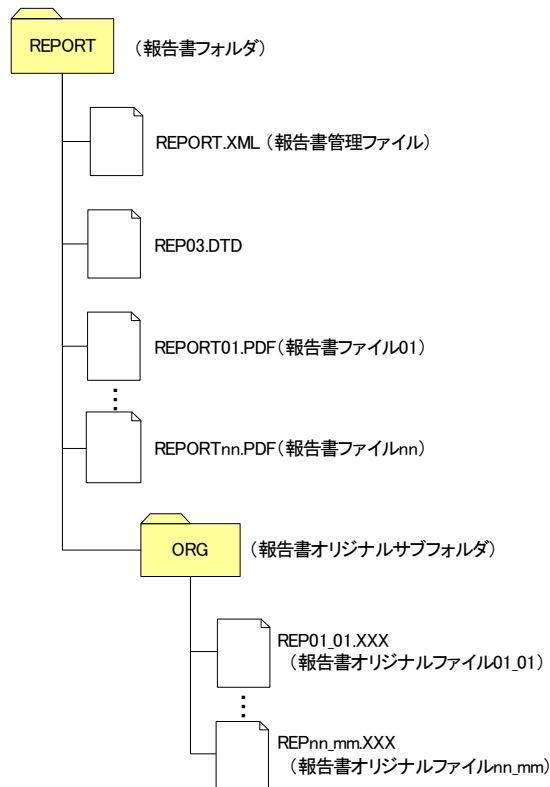 REPORT (報告書フォルダ)
REPORT.XML (報告書管理ファイル)
REP03.DTD
REPORT01.PDF(報告書ファイル01)
REPORTnn.PDF(報告書ファイルnn)
ORG (報告書オリジナルサブフォルダ)
REP01_01.XXX
(報告書オリジナルファイル01_01)
REPnn_mm.XXX
(報告書オリジナルファイルnn_mm)